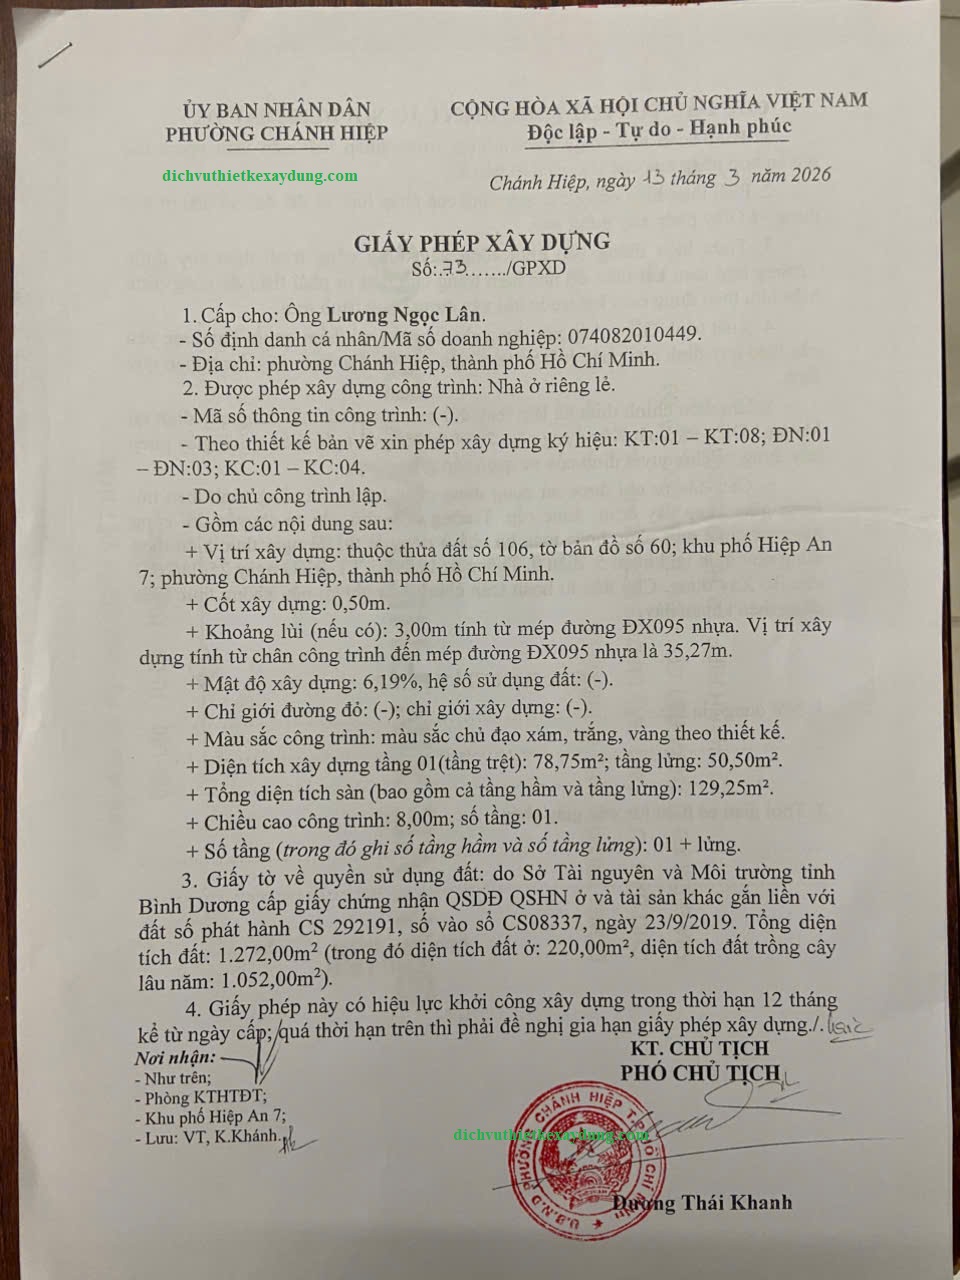 ỦY BAN NHÂN DÂN
PHƯỜNG CHÁNH HIỆP
CỘNG HÒA XÃ HỘI CHỦ NGHĨA VIỆT NAM
Độc lập - Tự do - Hạnh phúc
dichvuthietkexaydung.com
Chánh Hiệp, ngày 13 tháng 3 năm 2026
GIẤY PHÉP XÂY DỰNG
Số:.73......./GPXD
1. Cấp cho: Ông Lương Ngọc Lân.
- Số định danh cá nhân/Mã số doanh nghiệp: 074082010449.
- Địa chỉ: phường Chánh Hiệp, thành phố Hồ Chí Minh.
2. Được phép xây dựng công trình: Nhà ở riêng lẻ.
- Mã số thông tin công trình: (-).
- Theo thiết kế bản vẽ xin phép xây dựng ký hiệu: KT:01 – KT:08; ĐN:01
– ĐN:03; KC:01 – KC:04.
- Do chủ công trình lập.
- Gồm các nội dung sau:
+ Vị trí xây dựng: thuộc thửa đất số 106, tờ bản đồ số 60; khu phố Hiệp An
7; phường Chánh Hiệp, thành phố Hồ Chí Minh.
+ Cốt xây dựng: 0,50m.
+ Khoảng lùi (nếu có): 3,00m tính từ mép đường ĐX095 nhựa. Vị trí xây
dựng tính từ chân công trình đến mép đường ĐX095 nhựa là 35,27m.
+ Mật độ xây dựng: 6,19%, hệ số sử dụng đất: (-).
+ Chỉ giới đường đỏ: (-); chỉ giới xây dựng: (-).
+ Màu sắc công trình: màu sắc chủ đạo xám, trắng, vàng theo thiết kế.
+ Diện tích xây dựng tầng 01(tầng trệt): 78,75m²; tầng lửng: 50,50m².
+ Tổng diện tích sàn (bao gồm cả tầng hầm và tầng lửng): 129,25m².
+ Chiều cao công trình: 8,00m; số tầng: 01.
+ Số tầng (trong đó ghi số tầng hầm và số tầng lửng): 01 + lửng.
3. Giấy tờ về quyền sử dụng đất: do Sở Tài nguyên và Môi trường tỉnh
Bình Dương cấp giấy chứng nhận QSDĐ QSHN ở và tài sản khác gắn liền với
đất số phát hành CS 292191, số vào sổ CS08337, ngày 23/9/2019. Tổng diện
tích đất: 1.272,00m² (trong đó diện tích đất ở: 220,00m², diện tích đất trồng cây
lâu năm: 1.052,00m²).
4. Giấy phép này có hiệu lực khởi công xây dựng trong thời hạn 12 tháng
kể từ ngày cấp; quá thời hạn trên thì phải đề nghị gia hạn giấy phép xây dựng./.
Nơi nhận:
- Như trên;
- Phòng KTHTĐT;
- Khu phố Hiệp An 7;
- Lưu: VT, K.Khánh.
KT. CHỦ TỊCH
PHÓ CHỦ TỊCH
U.B.N.D PHƯỜNG CHÁNH HIỆP T.P HỒ CHÍ MINH
dichvuthietkexaydung.com
Dương Thái Khanh